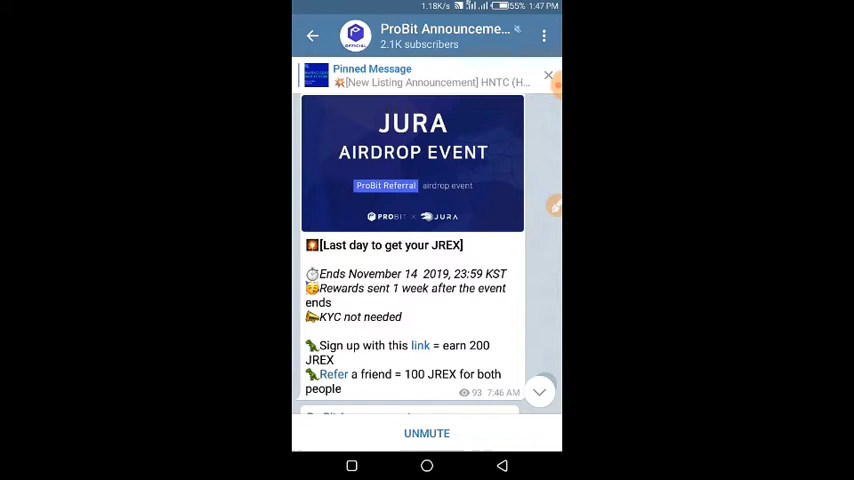 1.18K/s 55% 1:47 PM
ProBit Announceme...
2.1K subscribers
OFFICIAL
Pinned Message
[New Listing Announcement] HNTC (H...
JURA
AIRDROP EVENT
ProBit Referral airdrop event
PROBIT x JURA
[Last day to get your JREX]
Ends November 14 2019, 23:59 KST
Rewards sent 1 week after the event
ends
KYC not needed
Sign up with this link = earn 200
JREX
Refer a friend = 100 JREX for both
people
93 7:46 AM
UNMUTE